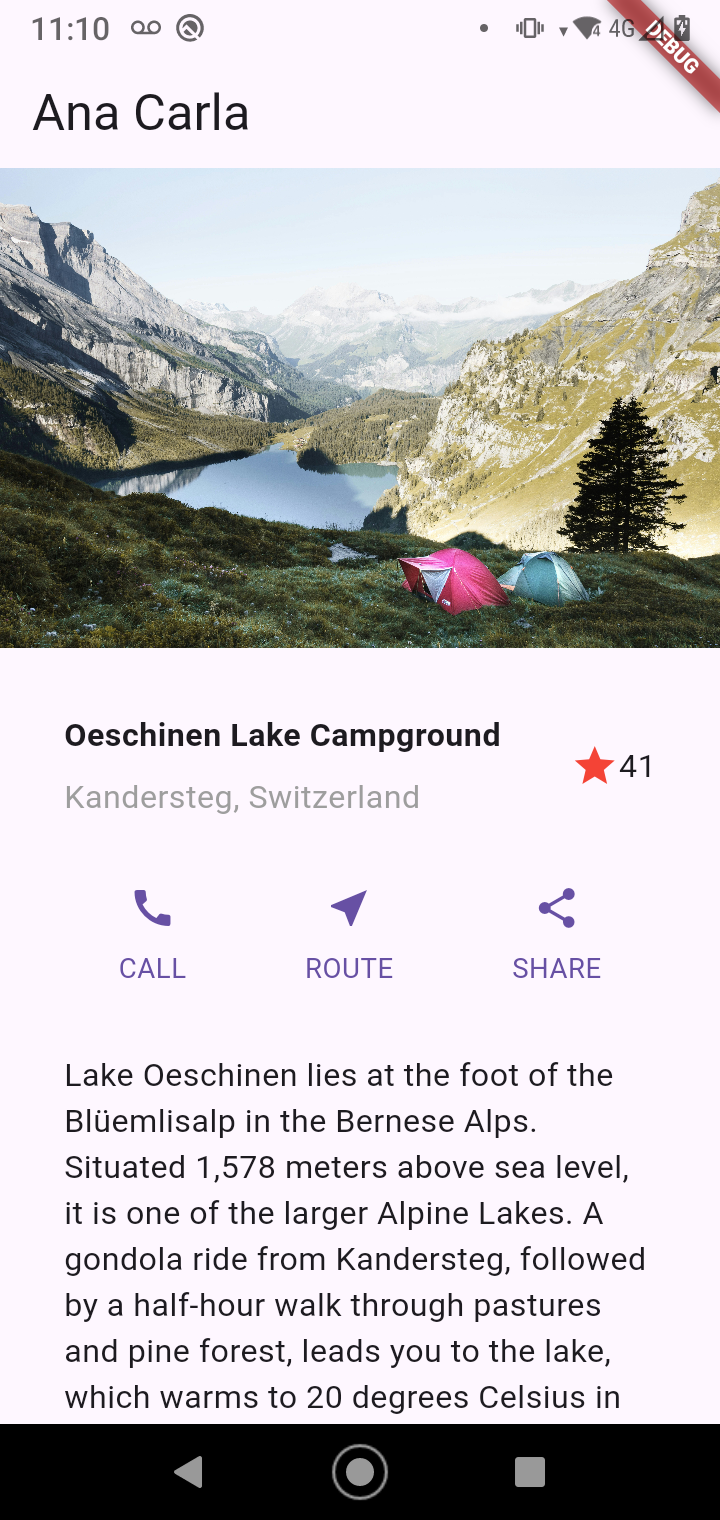 11:10
4G
DEBUG
Ana Carla
Oeschinen Lake Campground
Kandersteg, Switzerland
41
CALL ROUTE SHARE
Lake Oeschinen lies at the foot of the
Blüemlisalp in the Bernese Alps.
Situated 1,578 meters above sea level,
it is one of the larger Alpine Lakes. A
gondola ride from Kandersteg, followed
by a half-hour walk through pastures
and pine forest, leads you to the lake,
which warms to 20 degrees Celsius in